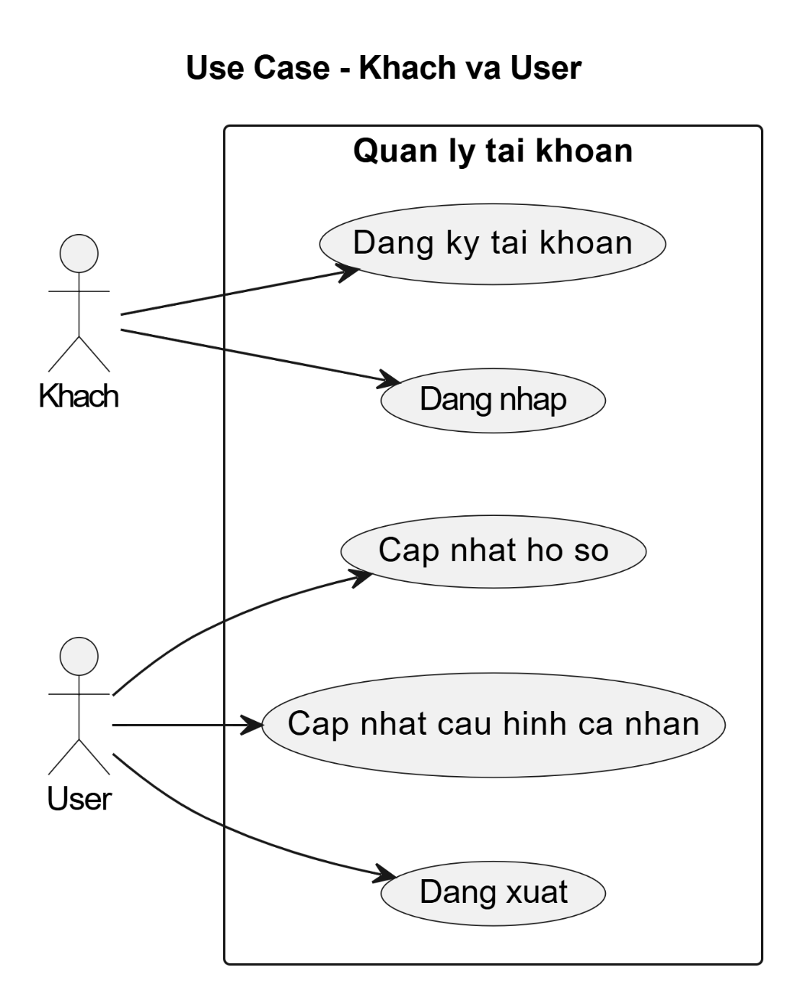 Use Case - Khach va User
Quan ly tai khoan
Dang ky tai khoan
Khach
Dang nhap
Cap nhat ho so
Cap nhat cau hinh ca nhan
User
Dang xuat